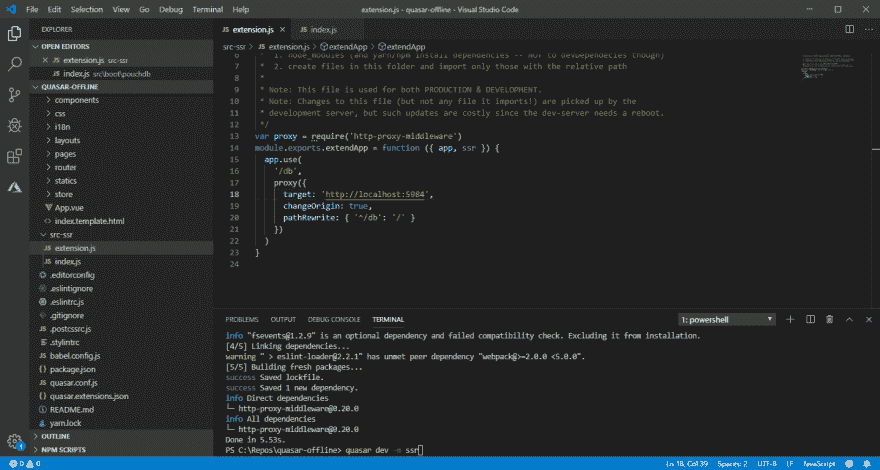 File Edit Selection View Go Debug Terminal Help
extension.js - quasar-offline - Visual Studio Code
EXPLORER
OPEN EDITORS
JS extension.js src-ssr
JS index.js src\boot\pouchdb
QUASAR-OFFLINE
components
css
i18n
layouts
pages
router
statics
store
App.vue
index.template.html
src-ssr
JS extension.js
JS index.js
.editorconfig
.eslintignore
.eslintrc.js
.gitignore
.postcssrc.js
.stylintrc
babel.config.js
package.json
quasar.conf.js
quasar.extensions.json
README.md
yarn.lock
OUTLINE
NPM SCRIPTS
JS extension.js JS index.js
src-ssr > JS extension.js > extendApp > extendApp
6 * 1. node_modules (and yarn/npm install dependencies -- NOT to devDependecies though)
7 * 2. create files in this folder and import only those with the relative path
8 *
9 * Note: This file is used for both PRODUCTION & DEVELOPMENT.
10 * Note: Changes to this file (but not any file it imports!) are picked up by the
11 * development server, but such updates are costly since the dev-server needs a reboot.
12 */
13 var proxy = require('http-proxy-middleware')
14 module.exports.extendApp = function ({ app, ssr }) {
15 app.use(
16 '/db',
17 proxy({
18 target: 'http://localhost:5984',
19 changeOrigin: true,
20 pathRewrite: { '^/db': '/' }
21 })
22 )
23 }
24
PROBLEMS OUTPUT DEBUG CONSOLE TERMINAL
1: powershell
info "fsevents@1.2.9" is an optional dependency and failed compatibility check. Excluding it from installation.
[4/5] Linking dependencies...
warning " > eslint-loader@2.2.1" has unmet peer dependency "webpack@>=2.0.0 <5.0.0".
[5/5] Building fresh packages...
success Saved lockfile.
success Saved 1 new dependency.
info Direct dependencies
└─ http-proxy-middleware@0.20.0
info All dependencies
└─ http-proxy-middleware@0.20.0
Done in 5.53s.
PS C:\Repos\quasar-offline> quasar dev -m ssr
1
0 0
Ln 18, Col 39 Spaces: 2 UTF-8 LF JavaScript